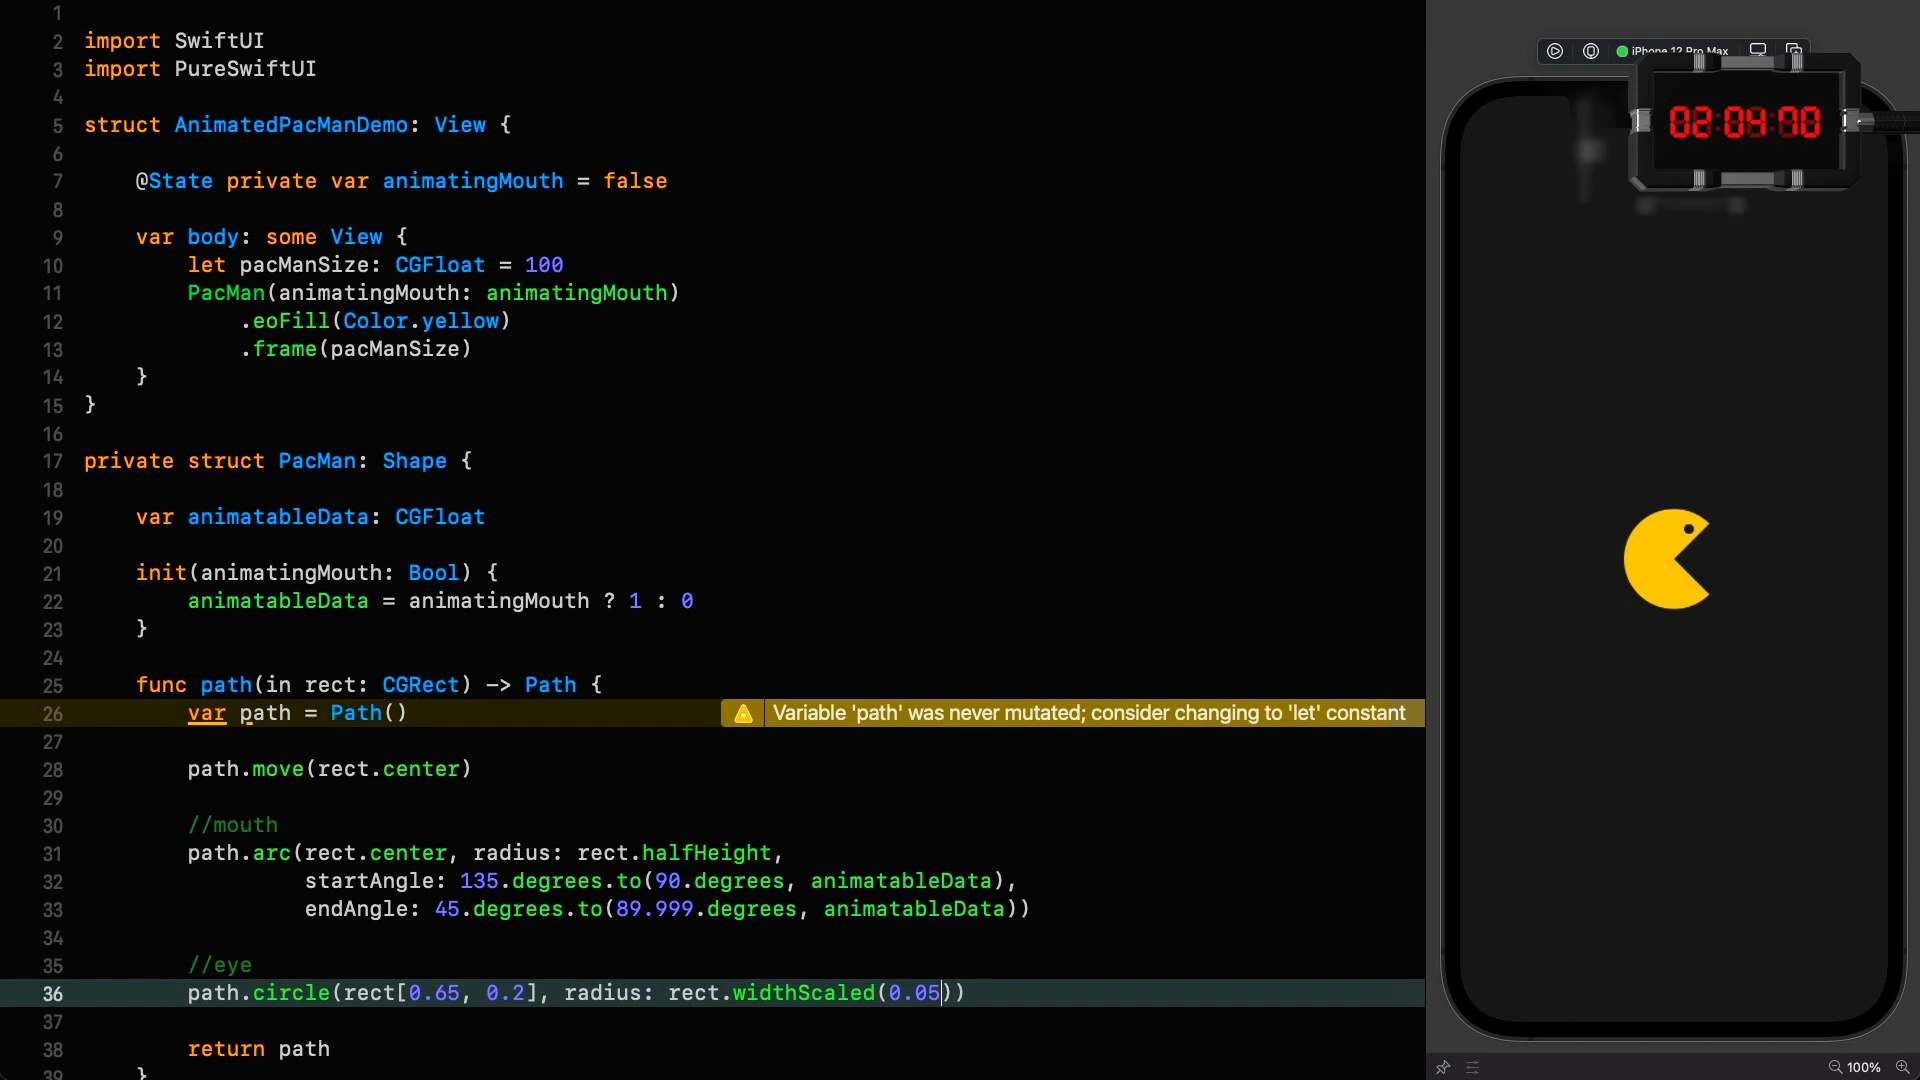 1
2 import SwiftUI
3 import PureSwiftUI
4
5 struct AnimatedPacManDemo: View {
6
7 @State private var animatingMouth = false
8
9 var body: some View {
10 let pacManSize: CGFloat = 100
11 PacMan(animatingMouth: animatingMouth)
12 .eoFill(Color.yellow)
13 .frame(pacManSize)
14 }
15 }
16
17 private struct PacMan: Shape {
18
19 var animatableData: CGFloat
20
21 init(animatingMouth: Bool) {
22 animatableData = animatingMouth ? 1 : 0
23 }
24
25 func path(in rect: CGRect) -> Path {
26 var path = Path() Variable 'path' was never mutated; consider changing to 'let' constant
27
28 path.move(rect.center)
29
30 //mouth
31 path.arc(rect.center, radius: rect.halfHeight,
32 startAngle: 135.degrees.to(90.degrees, animatableData),
33 endAngle: 45.degrees.to(89.999.degrees, animatableData))
34
35 //eye
36 path.circle(rect[0.65, 0.2], radius: rect.widthScaled(0.05))
37
38 return path
39 }
iPhone 12 Pro Max
02:04:70
100%